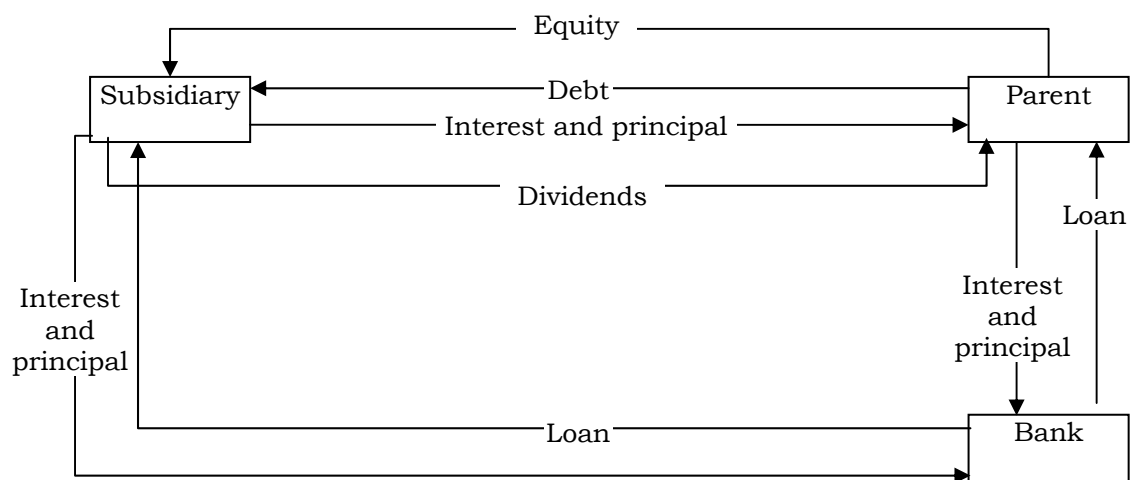 Equity
Subsidiary
Debt
Parent
Interest and principal
Dividends
Loan
Interest
and
principal
Interest
and
principal
Loan
Bank